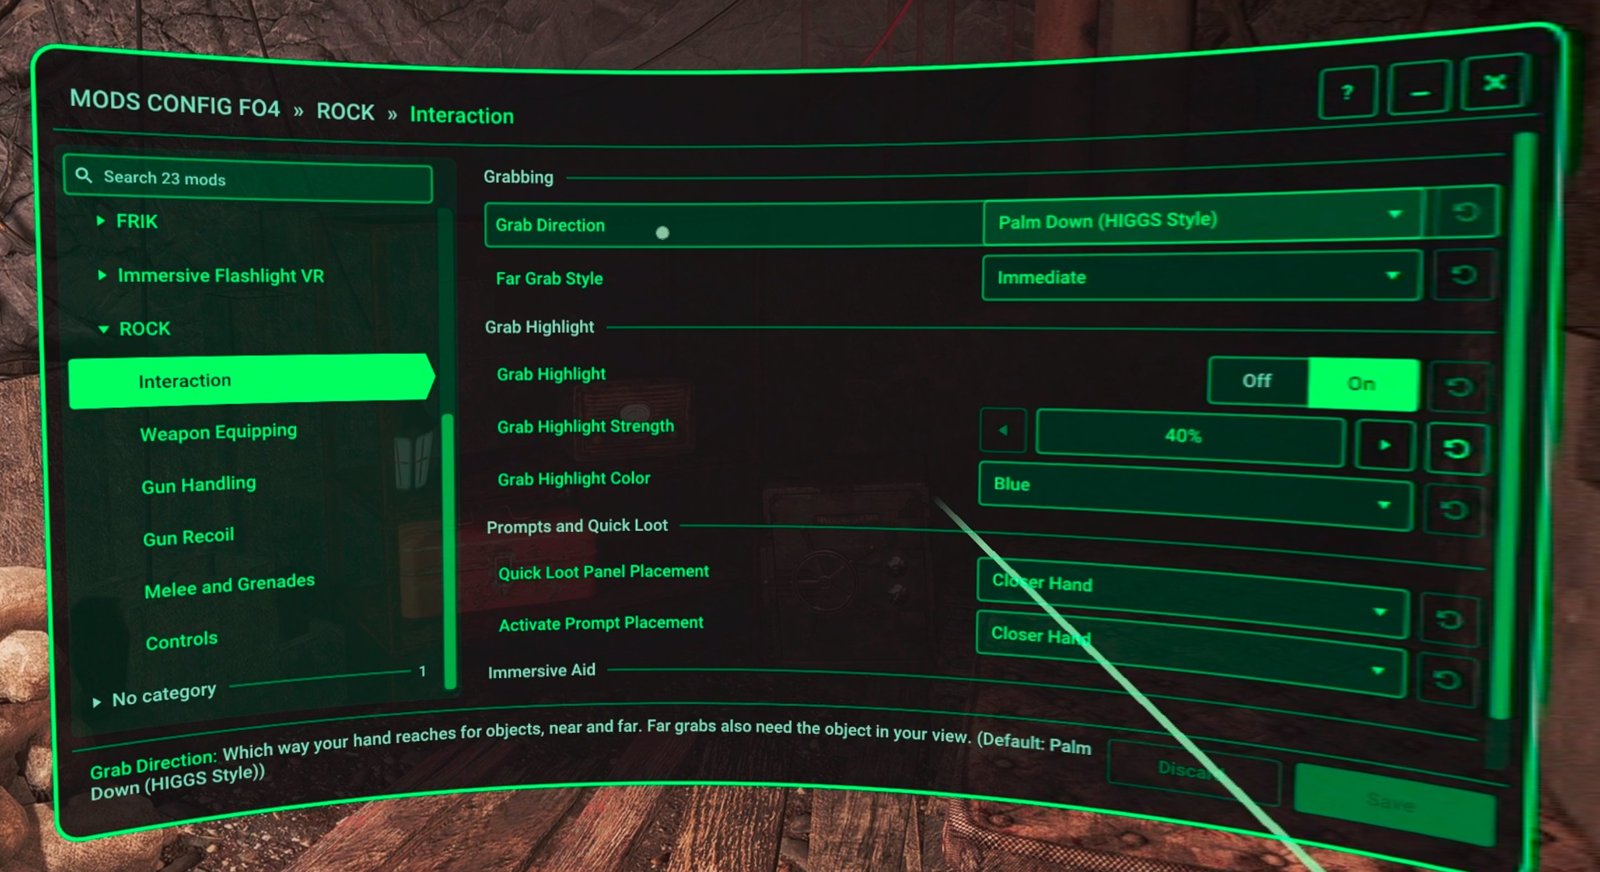 MODS CONFIG FO4 » ROCK » Interaction
?
Search 23 mods
FRIK
Immersive Flashlight VR
ROCK
Interaction
Weapon Equipping
Gun Handling
Gun Recoil
Melee and Grenades
Controls
No category 1
Grabbing
Grab Direction Palm Down (HIGGS Style)
Far Grab Style Immediate
Grab Highlight
Grab Highlight Off On
Grab Highlight Strength 40%
Grab Highlight Color Blue
Prompts and Quick Loot
Quick Loot Panel Placement Closer Hand
Activate Prompt Placement Closer Hand
Immersive Aid
Grab Direction: Which way your hand reaches for objects, near and far. Far grabs also need the object in your view. (Default: Palm
Down (HIGGS Style))
Discard Save